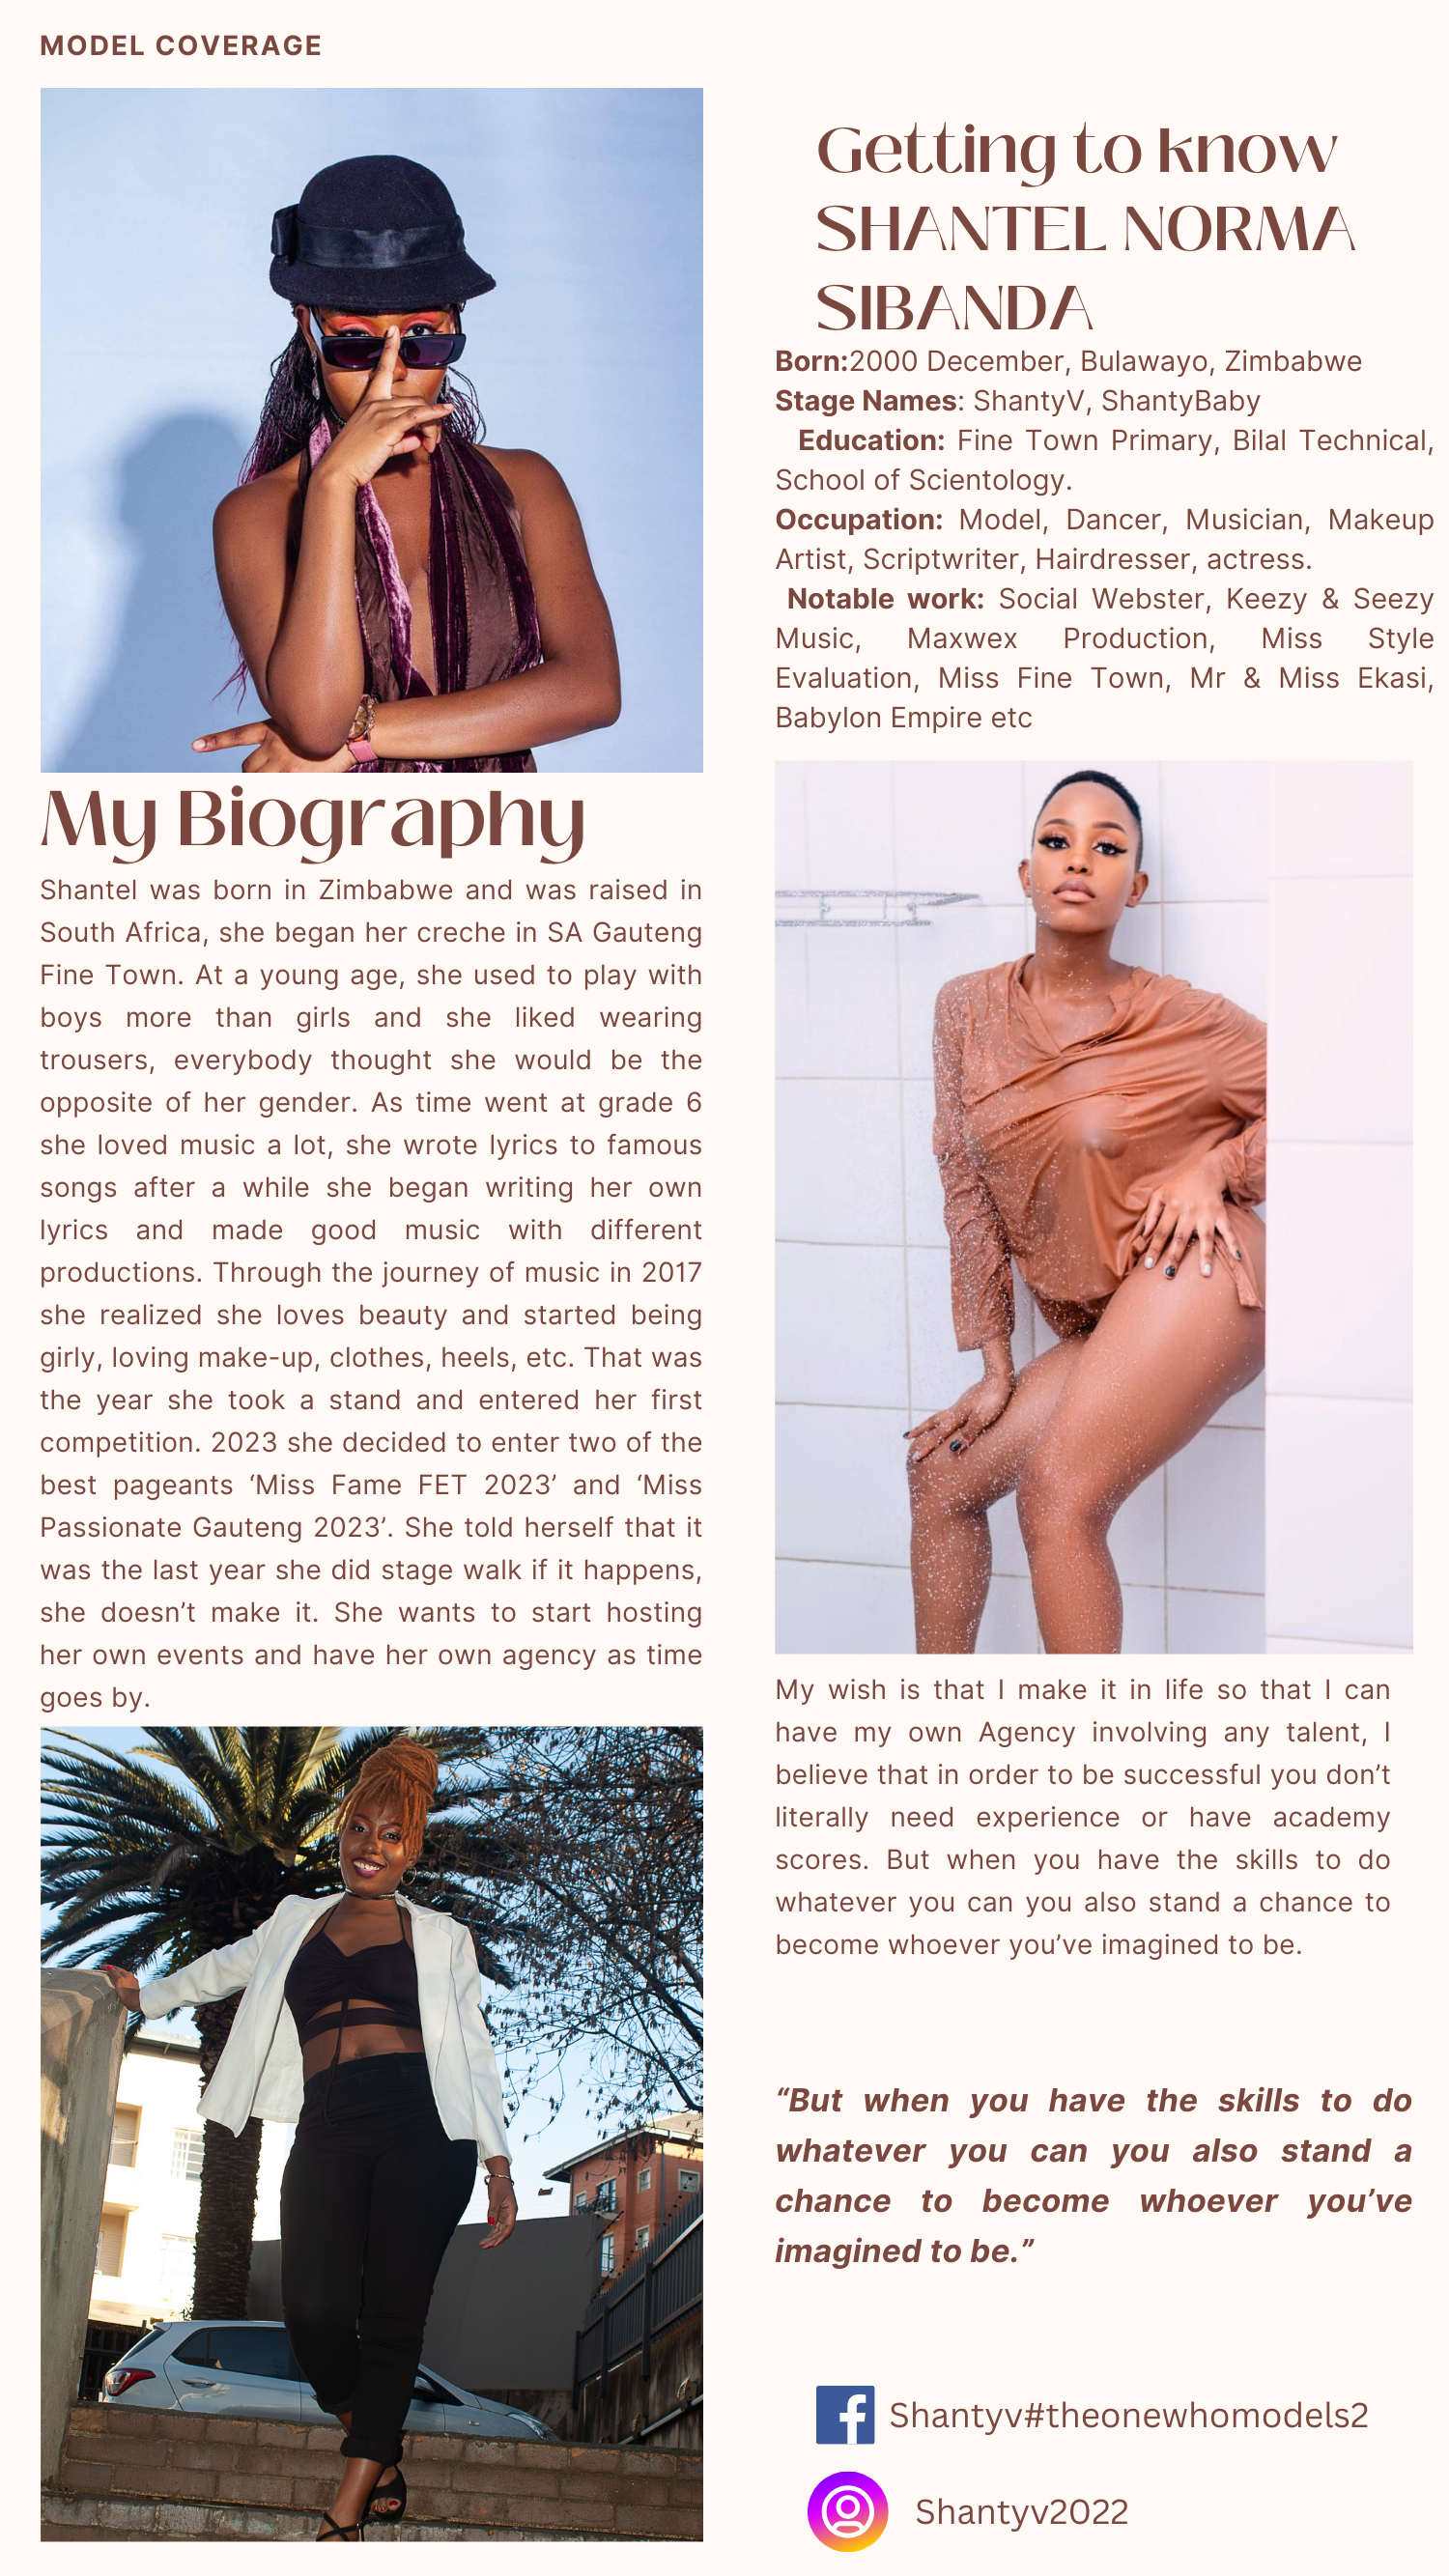 MODEL COVERAGE
Getting to know
SHANTEL NORMA
SIBANDA
Born:2000 December, Bulawayo, Zimbabwe
Stage Names: ShantyV, ShantyBaby
Education: Fine Town Primary, Bilal Technical,
School of Scientology.
Occupation: Model, Dancer, Musician, Makeup
Artist, Scriptwriter, Hairdresser, actress.
Notable work: Social Webster, Keezy & Seezy
Music, Maxwex Production, Miss Style
Evaluation, Miss Fine Town, Mr & Miss Ekasi,
Babylon Empire etc
My Biography
Shantel was born in Zimbabwe and was raised in
South Africa, she began her creche in SA Gauteng
Fine Town. At a young age, she used to play with
boys more than girls and she liked wearing
trousers, everybody thought she would be the
opposite of her gender. As time went at grade 6
she loved music a lot, she wrote lyrics to famous
songs after a while she began writing her own
lyrics and made good music with different
productions. Through the journey of music in 2017
she realized she loves beauty and started being
girly, loving make-up, clothes, heels, etc. That was
the year she took a stand and entered her first
competition. 2023 she decided to enter two of the
best pageants ‘Miss Fame FET 2023’ and ‘Miss
Passionate Gauteng 2023’. She told herself that it
was the last year she did stage walk if it happens,
she doesn’t make it. She wants to start hosting
her own events and have her own agency as time
goes by.
My wish is that I make it in life so that I can
have my own Agency involving any talent, I
believe that in order to be successful you don’t
literally need experience or have academy
scores. But when you have the skills to do
whatever you can you also stand a chance to
become whoever you’ve imagined to be.
“But when you have the skills to do
whatever you can you also stand a
chance to become whoever you’ve
imagined to be.”
Shantyv#theonewhomodels2
Shantyv2022